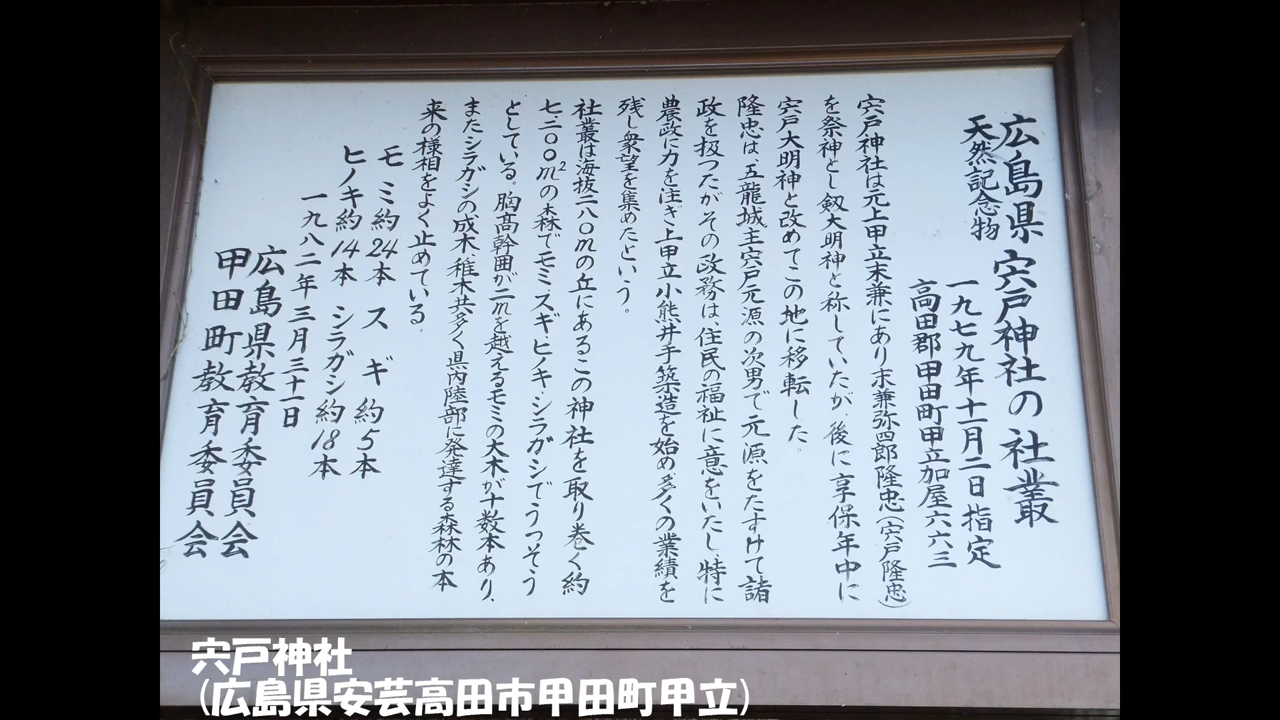 広島県 宍戸神社の社叢
天然記念物
一九七九年十一月二日指定
高田郡甲田町甲立加屋六六三
宍戸神社は元上甲立末兼にあり末兼弥四郎隆忠(宍戸隆忠)
を祭神とし劔大明神と称していたが、後に享保年中に
宍戸大明神と改めてこの地に移転した。
隆忠は、五龍城主宍戸元源の次男で元源をたすけて諸
政を扱つたがその政務は、住民の福祉に意をいたし、特に
農政に力を注ぎ上甲立小熊井手築造を始め、多くの業績を
残し衆望を集めたという。
社叢は海抜二八〇mの丘にあるこの神社を取り巻く約
七二〇〇m²の森でモミ・スギ・ヒノキ・シラガシでうつそう
としている。胸高幹囲が二mを越えるモミの大木が十数本あり、
またシラガシの成木、稚木共多く県内陸部に発達する森林の本
来の様相をよく止めている。
モミ約24本 スギ約5本
ヒノキ約14本 シラガシ約18本
一九八二年三月三十一日
広島県教育委員会
甲田町教育委員会
宍戸神社
(広島県安芸高田市甲田町甲立)